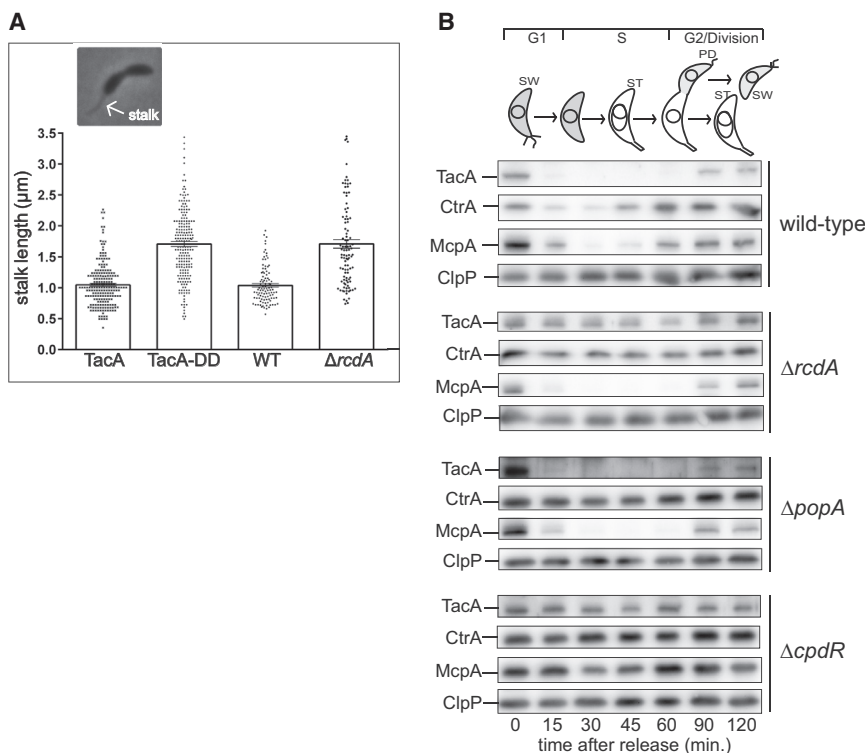 A
stalk
stalk length (µm)
3.5
3.0
2.5
2.0
1.5
1.0
0.5
0.0
TacA
TacA-DD
WT
ΔrcdA
B
G1
S
G2/Division
SW
ST
PD
ST
SW
TacA
CtrA
McpA
ClpP
wild-type
TacA
CtrA
McpA
ClpP
ΔrcdA
TacA
CtrA
McpA
ClpP
ΔpopA
TacA
CtrA
McpA
ClpP
ΔcpdR
0 15 30 45 60 90 120
time after release (min.)